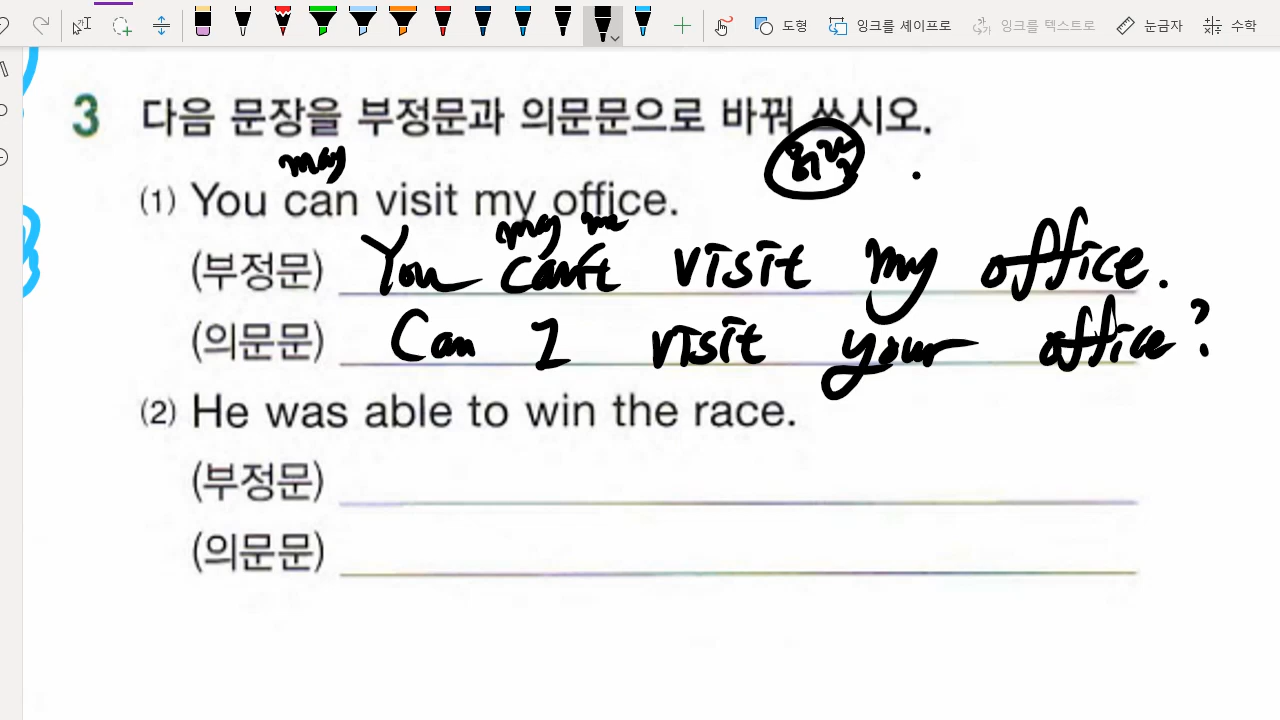 도형 잉크를 셰이프로 잉크를 텍스트로 눈금자 수학
3 다음 문장을 부정문과 의문문으로 바꿔 쓰시오.
may 허락
(1) You can visit my office.
may
(부정문) You can't visit my office.
(의문문) Can I visit your office?
(2) He was able to win the race.
(부정문)
(의문문)